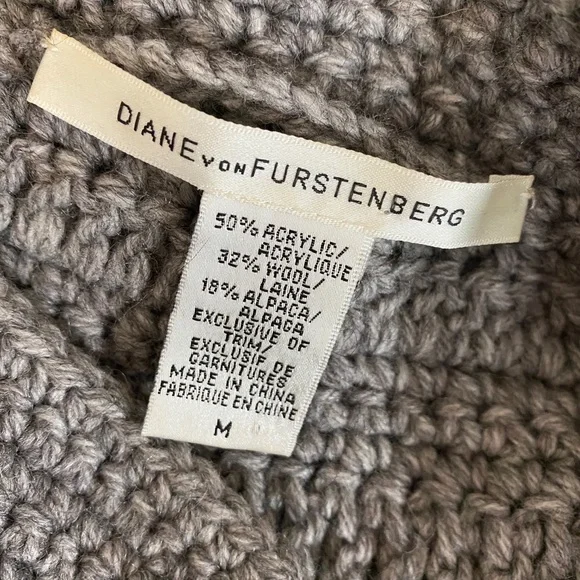 DIANE VON FURSTENBERG
50% ACRYLIC/
ACRYLIQUE
32% WOOL/
LAINE
18% ALPACA/
ALPAGA
EXCLUSIVE OF
TRIM/
EXCLUSIF DE
GARNITURES
MADE IN CHINA
FABRIQUE EN CHINE
M